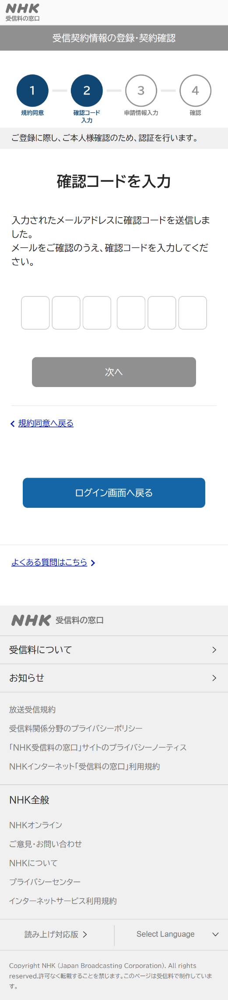 NHK
受信料の窓口
受信契約情報の登録・契約確認
1
2
3
4
規約同意
確認コード
入力
申請情報入力
確認
ご登録に際し、ご本人様確認のため、認証を行います。
確認コードを入力
入力されたメールアドレスに確認コードを送信しま
した。
メールをご確認のうえ、確認コードを入力してくだ
さい。
次へ
規約同意へ戻る
ログイン画面へ戻る
よくある質問はこちら
NHK 受信料の窓口
受信料について
お知らせ
放送受信規約
受信料関係分野のプライバシーポリシー
「NHK受信料の窓口」サイトのプライバシーノーティス
NHKインターネット「受信料の窓口」利用規約
NHK全般
NHKオンライン
ご意見・お問い合わせ
NHKについて
プライバシーセンター
インターネットサービス利用規約
読み上げ対応版
Select Language
Copyright NHK (Japan Broadcasting Corporation). All rights
reserved.許可なく転載することを禁じます。このページは受信料で制作していま
す。